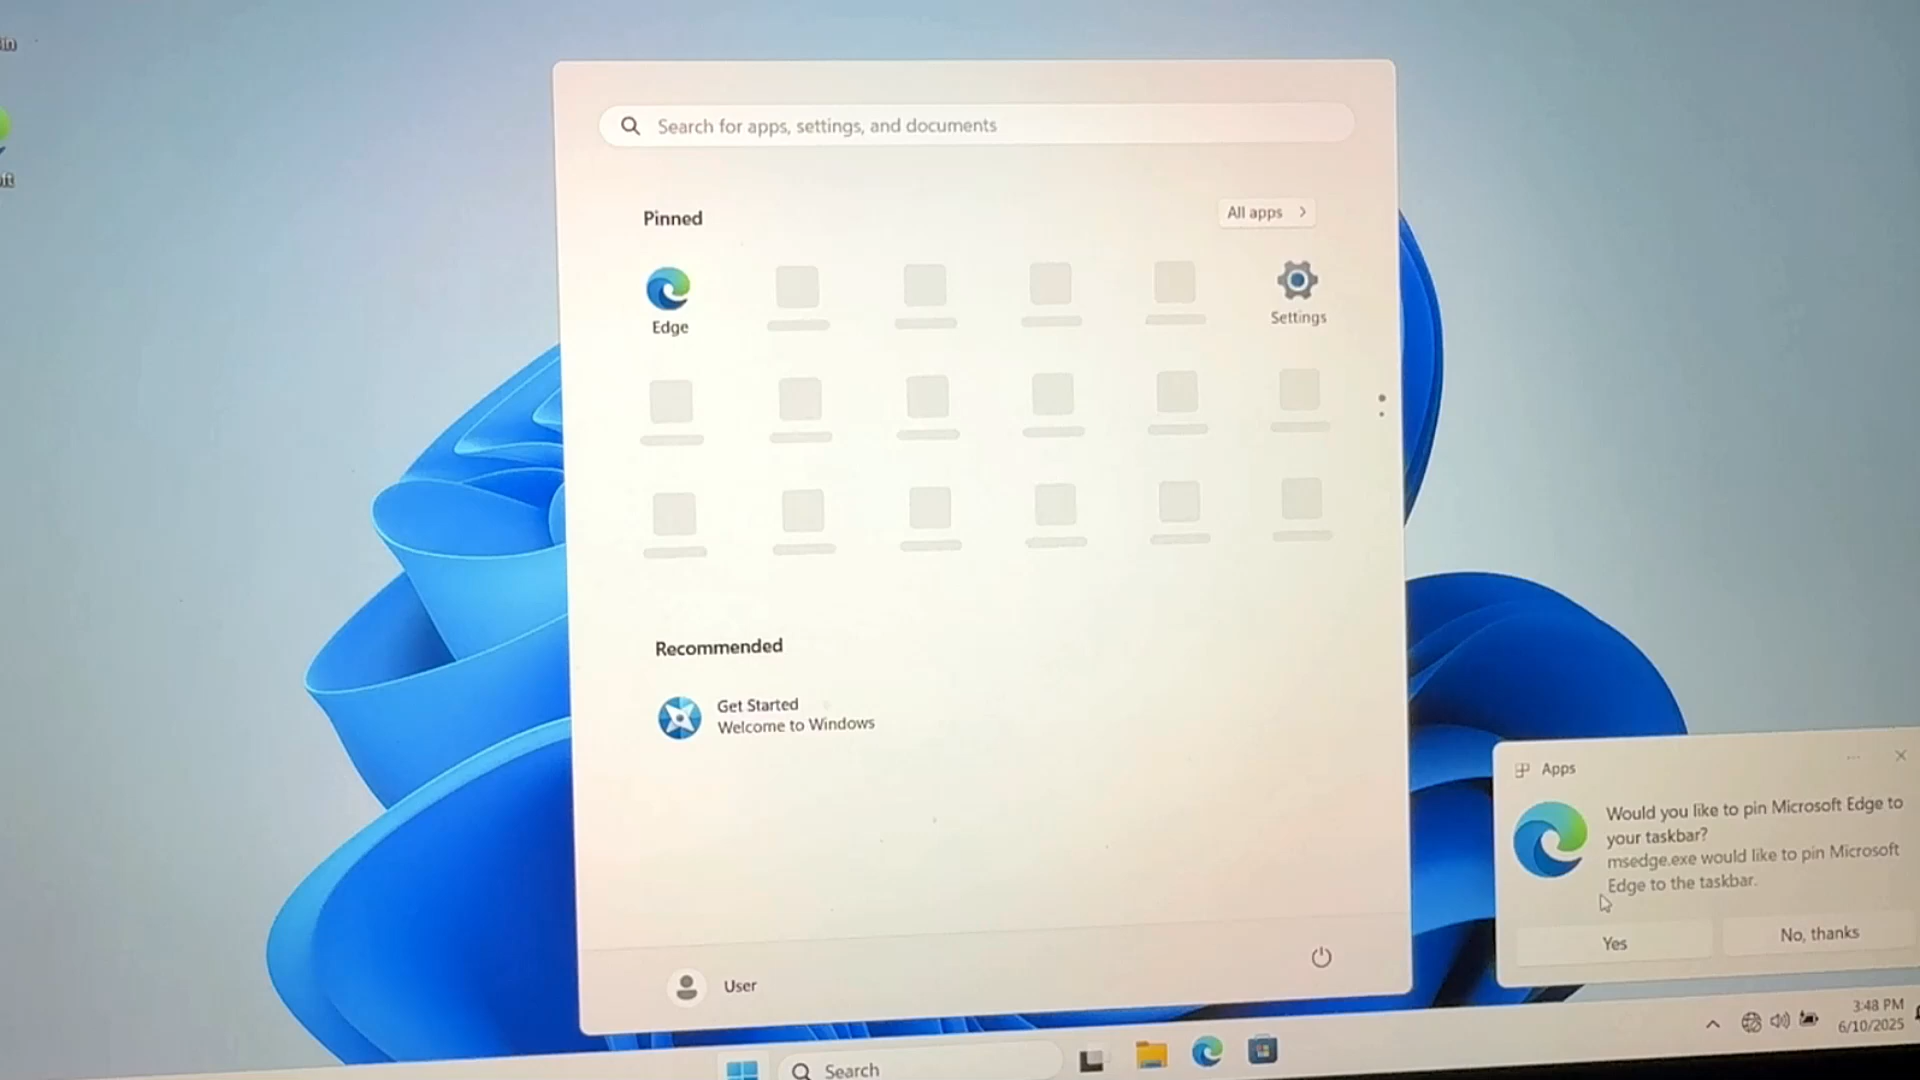 Search for apps, settings, and documents
Pinned
All apps
Edge
Settings
Recommended
Get Started
Welcome to Windows
User
Apps
Would you like to pin Microsoft Edge to
your taskbar?
msedge.exe would like to pin Microsoft
Edge to the taskbar.
Yes
No, thanks
Search
3:48 PM
6/10/2025